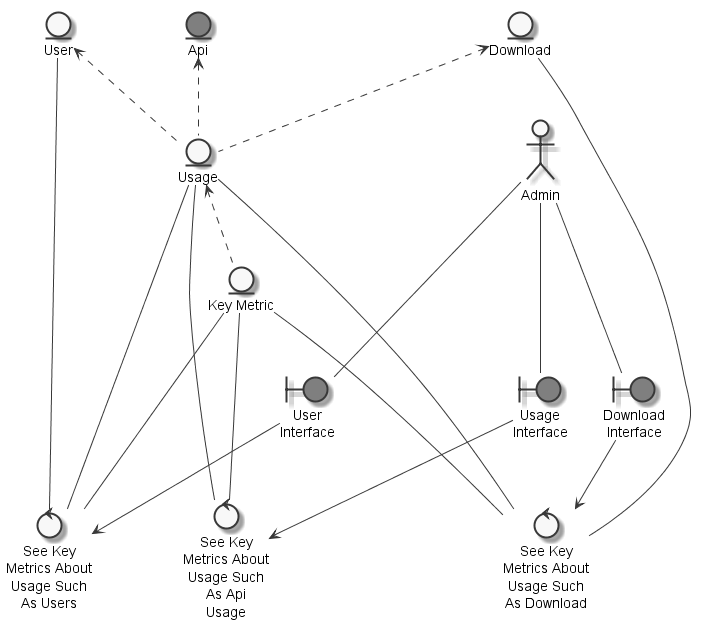 User
Api
Download
Usage
Admin
Key Metric
User
Interface
Usage
Interface
Download
Interface
See Key
Metrics About
Usage Such
As Users
See Key
Metrics About
Usage Such
As Api
Usage
See Key
Metrics About
Usage Such
As Download